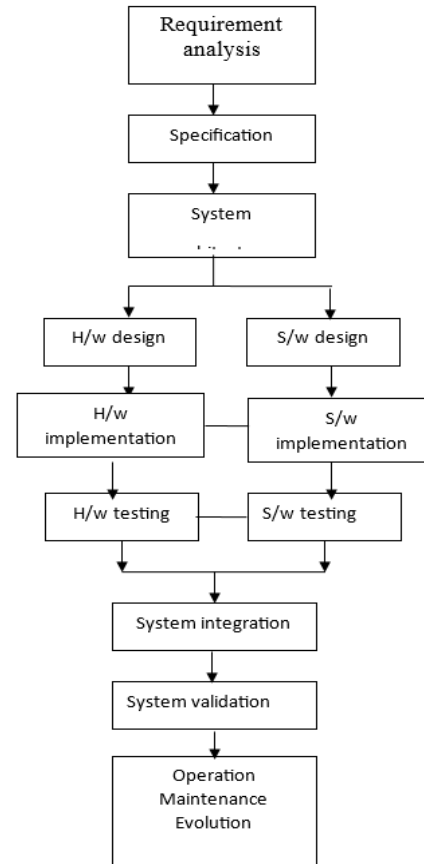 Requirement
analysis
Specification
System
H/w design
S/w design
H/w
implementation
S/w
implementation
H/w testing
S/w testing
System integration
System validation
Operation
Maintenance
Evolution